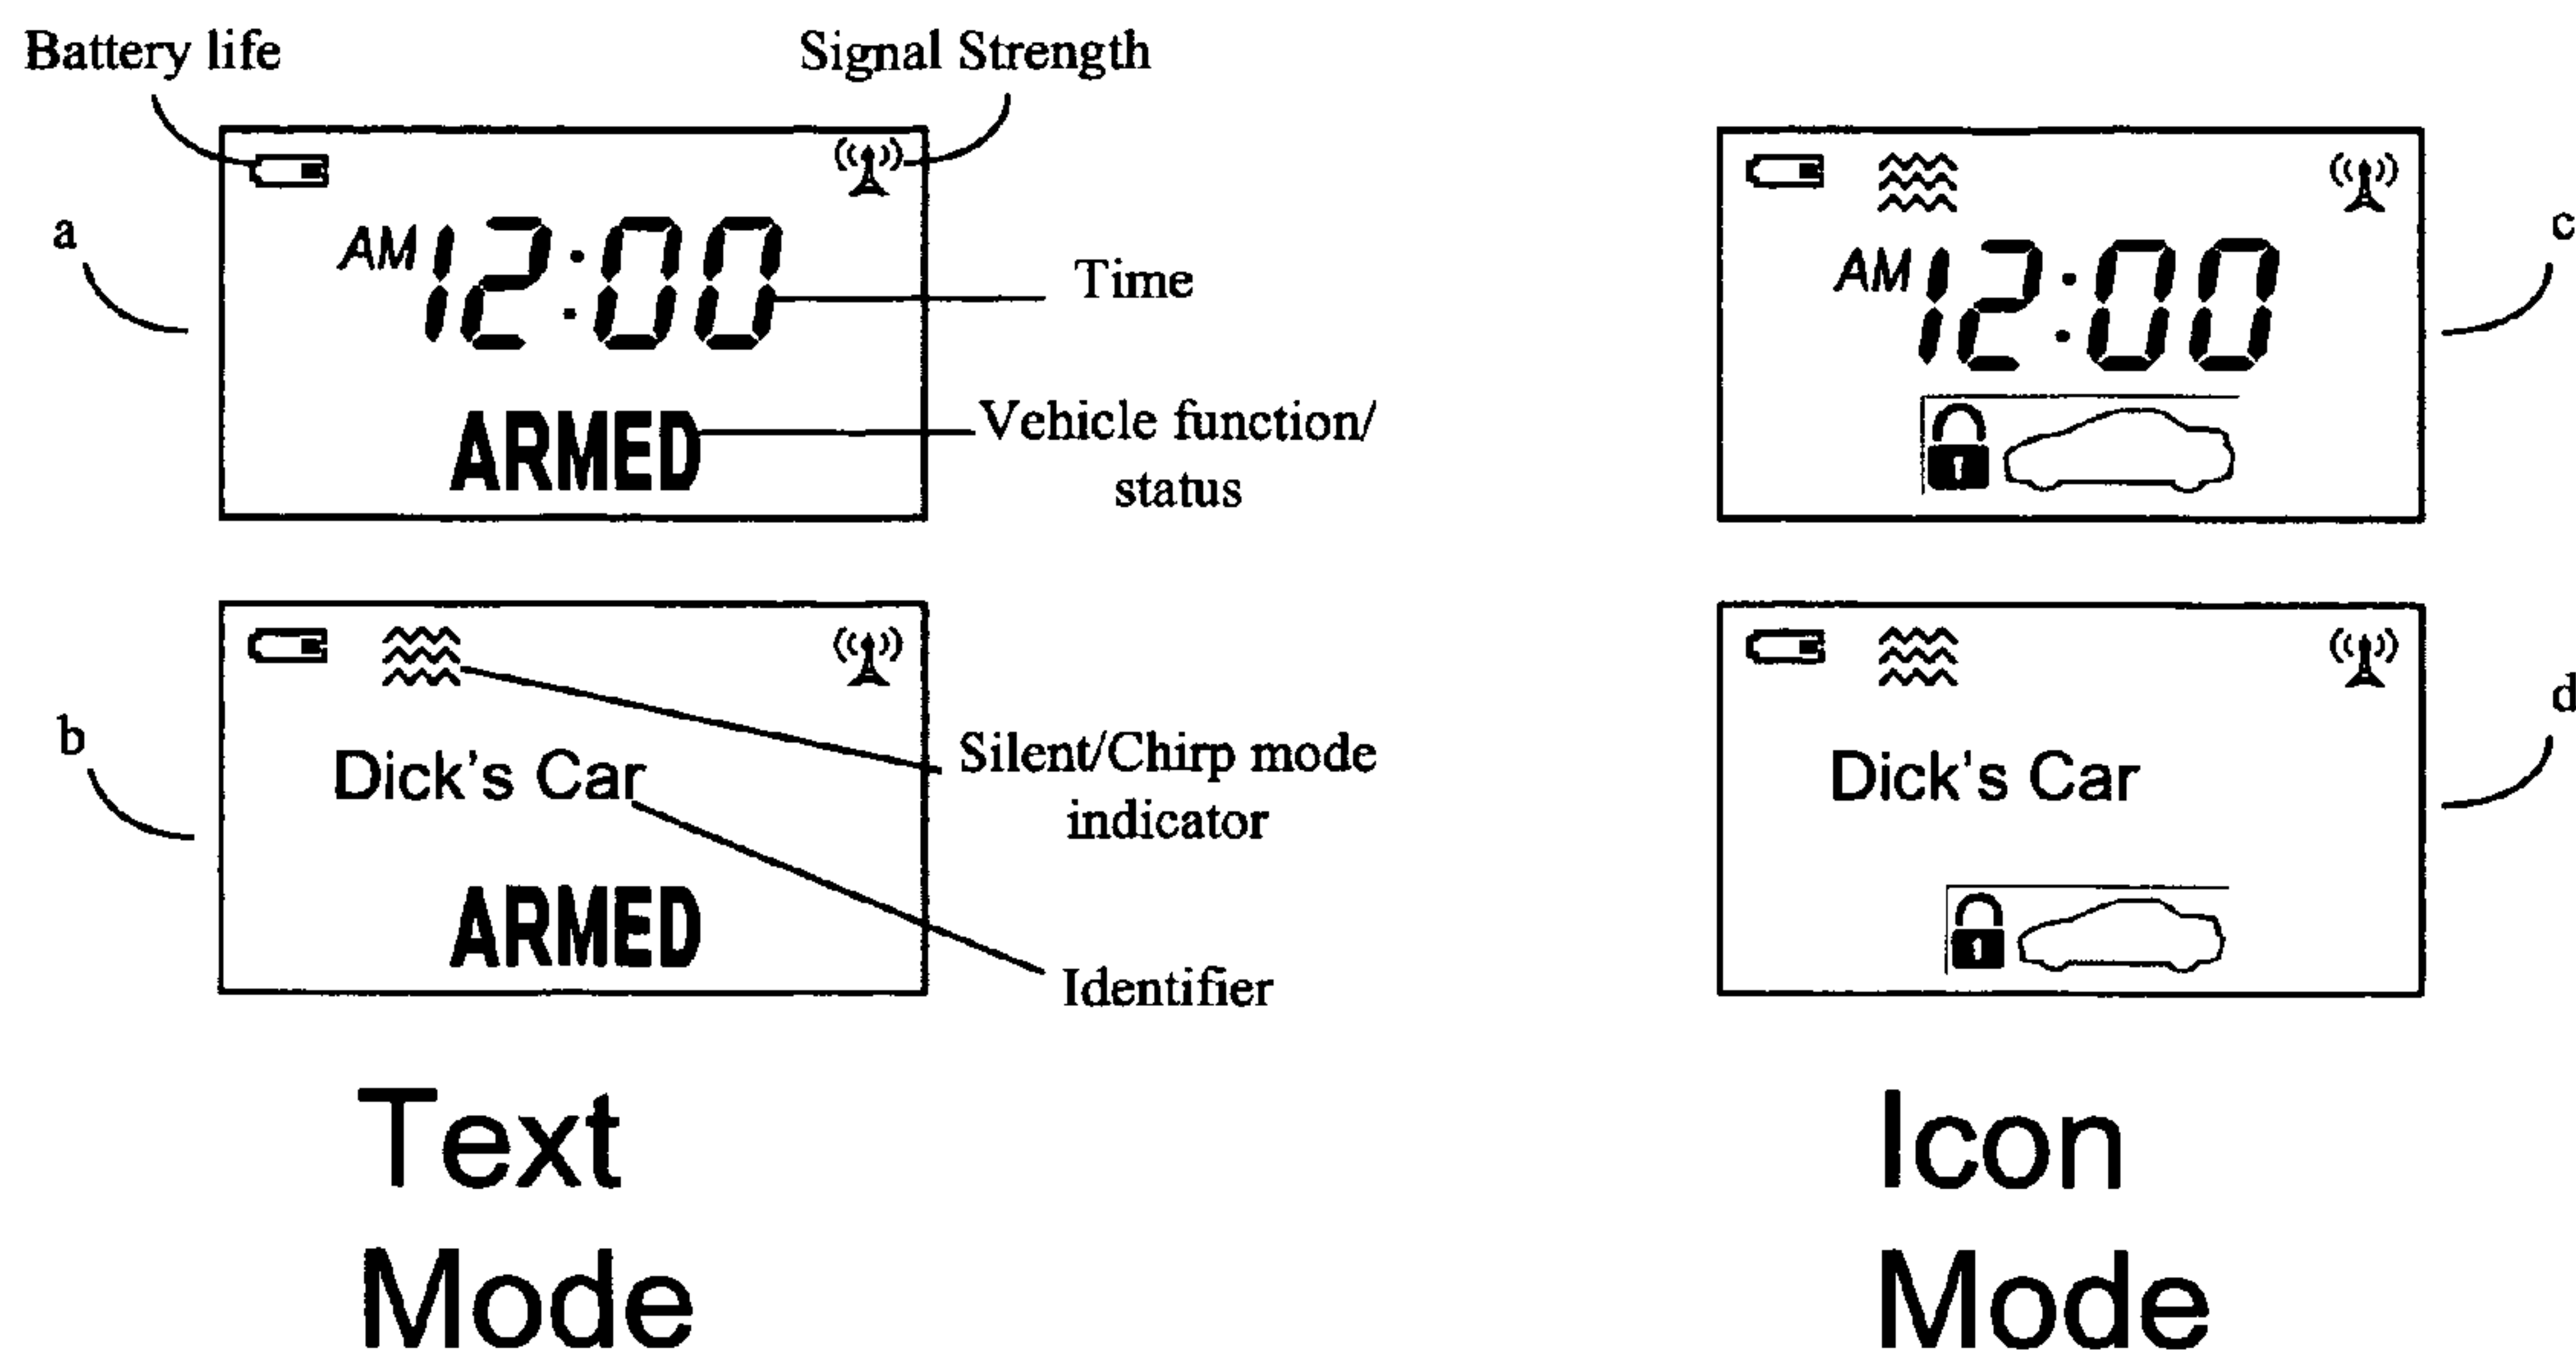 Battery life
Signal Strength
a
AM 12:00
Time
ARMED
Vehicle function/
status
b
Dick's Car
Silent/Chirp mode
indicator
ARMED
Identifier
Text
Mode
c
AM 12:00
d
Dick's Car
Icon
Mode